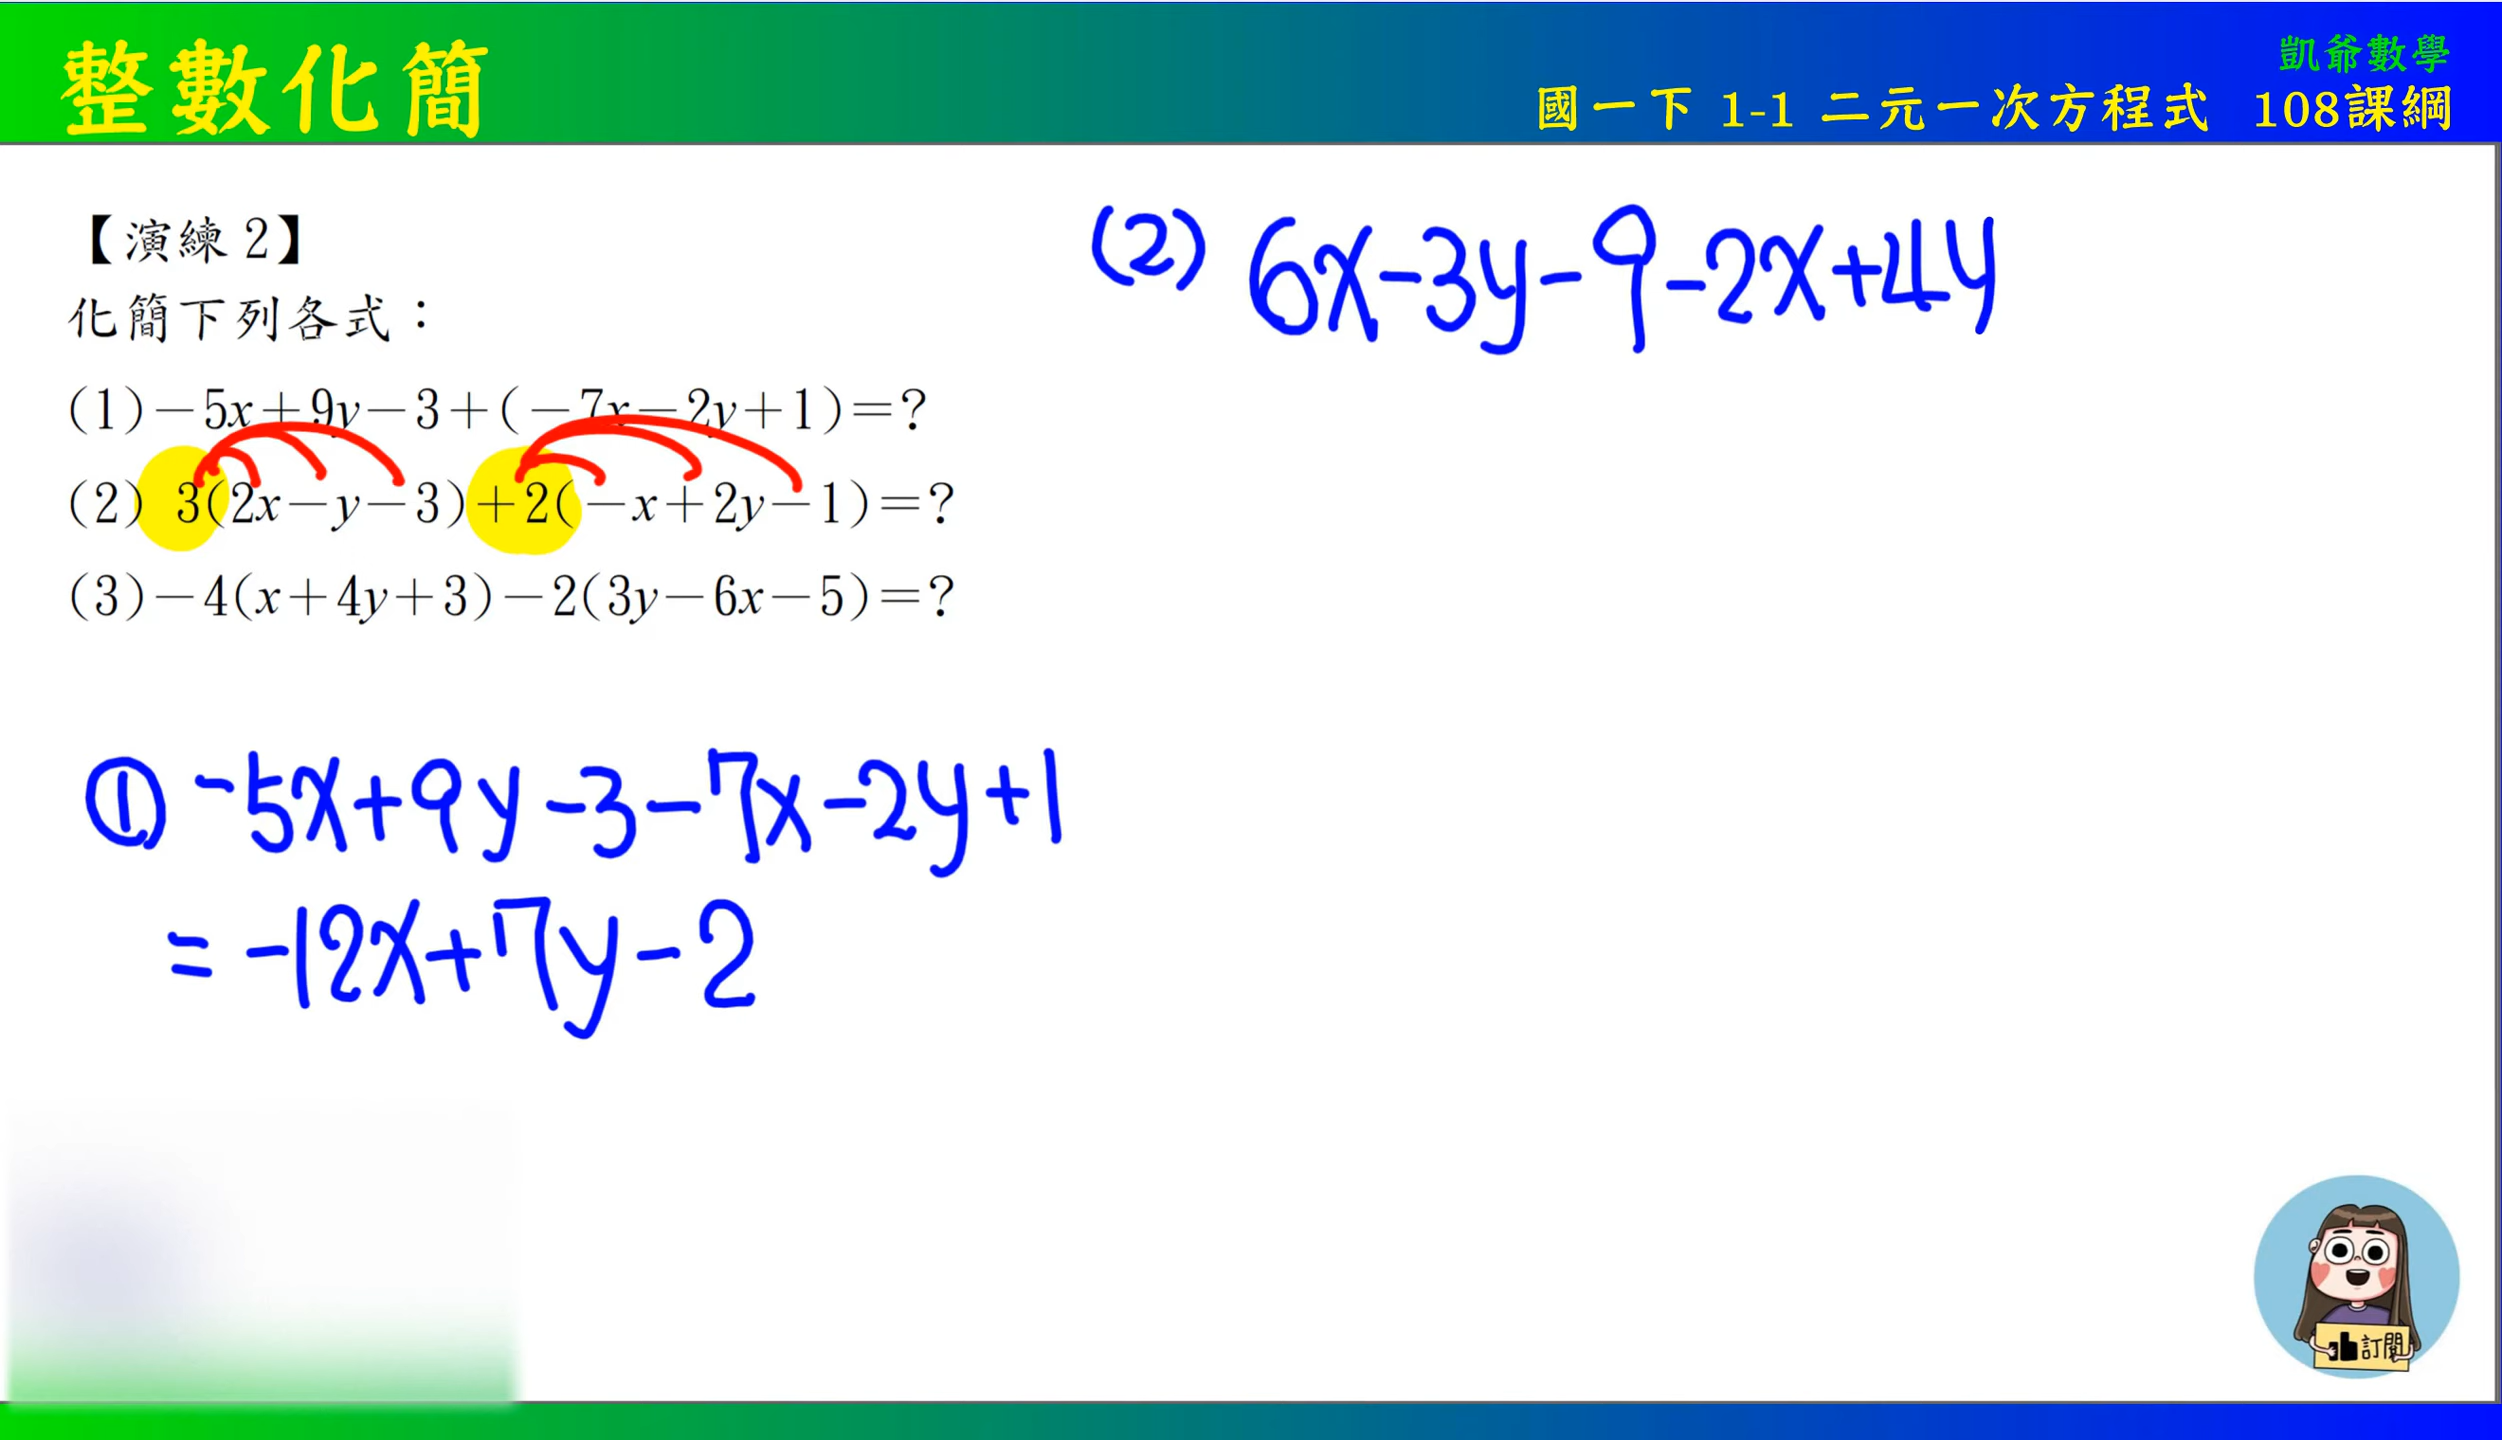 整數化簡
凱爺數學
國一下 1-1 二元一次方程式 108課綱
【演練 2】
化簡下列各式：
(1)－5x＋9y－3＋(－7x－2y＋1)＝?
(2) 3(2x－y－3)＋2(－x＋2y－1)＝?
(3)－4(x＋4y＋3)－2(3y－6x－5)＝?
① -5x+9y-3-7x-2y+1
= -12x+7y-2
(2) 6x-3y-9-2x+4y
訂閱